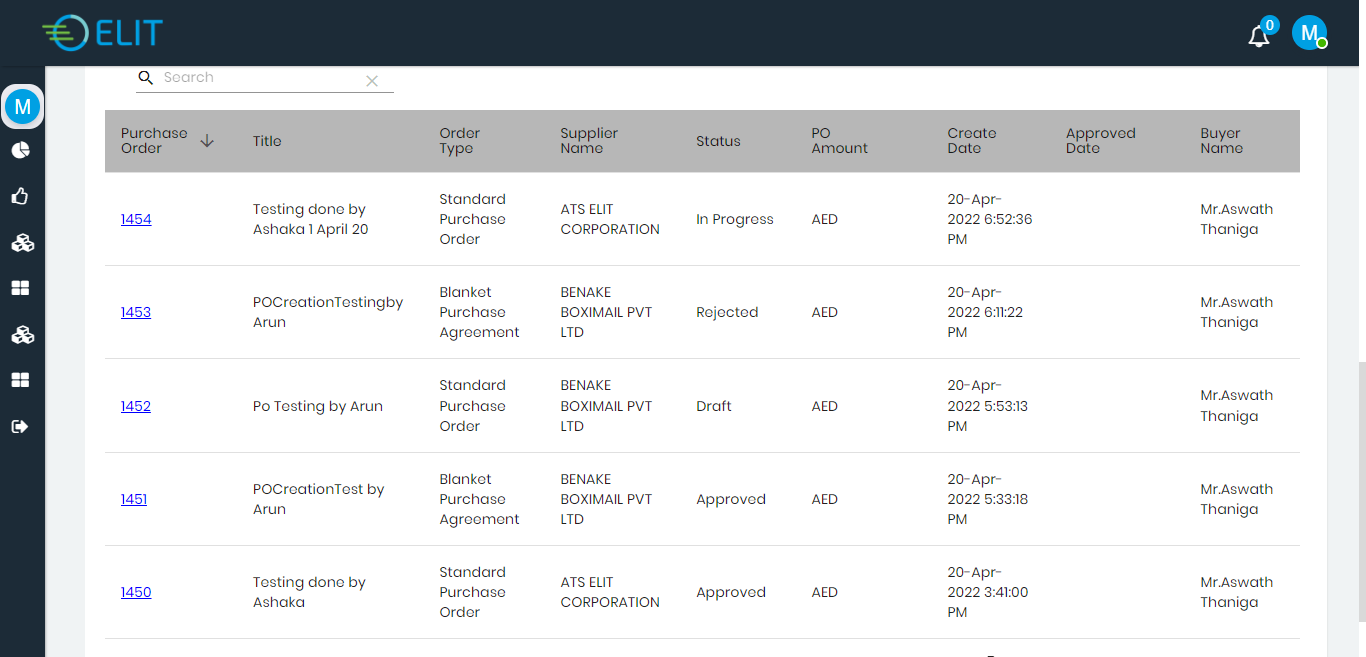 ELIT
0
M
M
Search
Purchase Order
Title
Order Type
Supplier Name
Status
PO Amount
Create Date
Approved Date
Buyer Name
1454
Testing done by
Ashaka 1 April 20
Standard
Purchase
Order
ATS ELIT
CORPORATION
In Progress
AED
20-Apr-
2022 6:52:36
PM
Mr.Aswath
Thaniga
1453
POCreationTestingby
Arun
Blanket
Purchase
Agreement
BENAKE
BOXIMAIL PVT
LTD
Rejected
AED
20-Apr-
2022 6:11:22
PM
Mr.Aswath
Thaniga
1452
Po Testing by Arun
Standard
Purchase
Order
BENAKE
BOXIMAIL PVT
LTD
Draft
AED
20-Apr-
2022 5:53:13
PM
Mr.Aswath
Thaniga
1451
POCreationTest by
Arun
Blanket
Purchase
Agreement
BENAKE
BOXIMAIL PVT
LTD
Approved
AED
20-Apr-
2022 5:33:18
PM
Mr.Aswath
Thaniga
1450
Testing done by
Ashaka
Standard
Purchase
Order
ATS ELIT
CORPORATION
Approved
AED
20-Apr-
2022 3:41:00
PM
Mr.Aswath
Thaniga